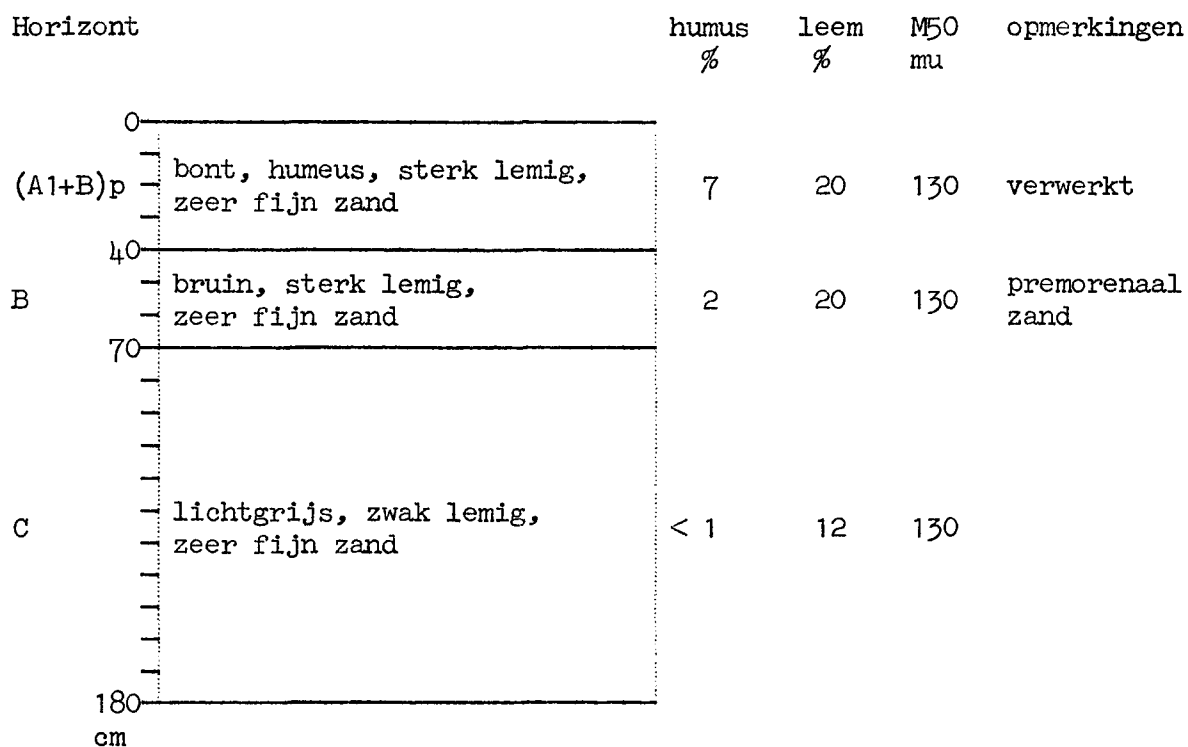 Horizont humus leem M50 opmerkingen
% % mu
0
bont, humeus, sterk lemig,
(A1+B)p 7 20 130 verwerkt
zeer fijn zand
40
bruin, sterk lemig, premorenaal
B 2 20 130
zeer fijn zand zand
70
lichtgrijs, zwak lemig,
C < 1 12 130
zeer fijn zand
180
cm